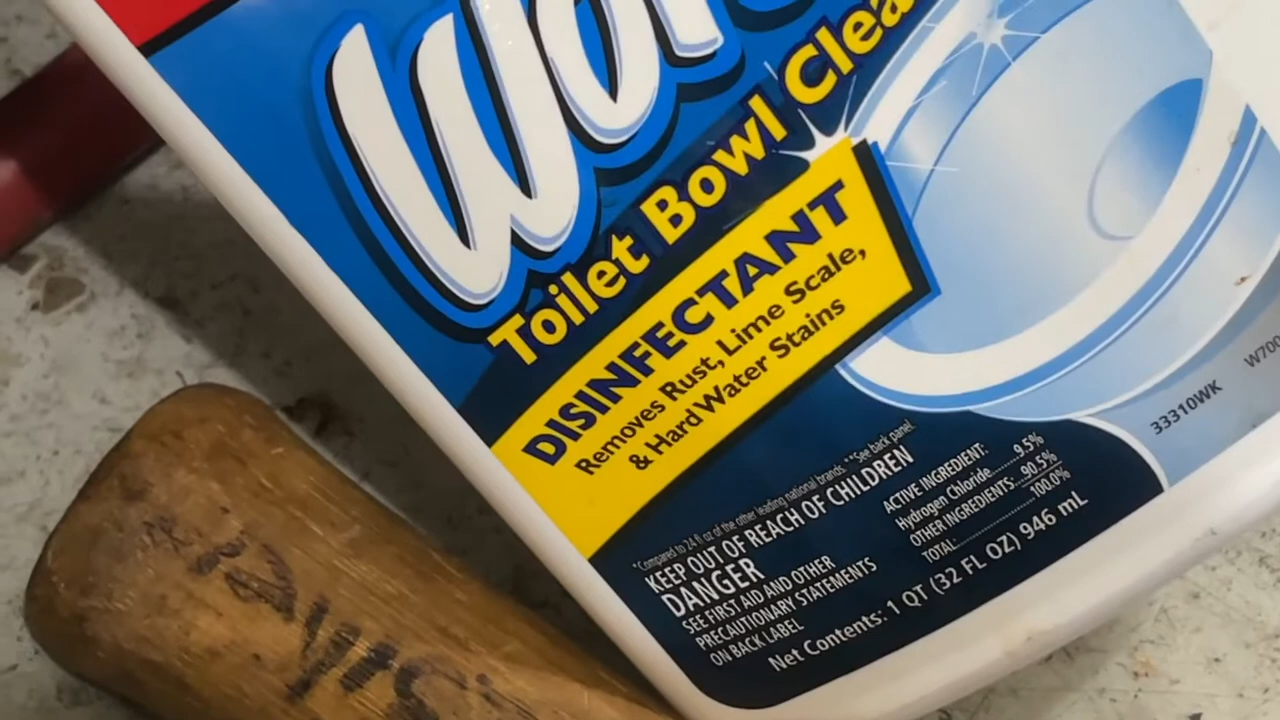 Toilet Bowl
DISINFECTANT
Removes Rust, Lime Scale,
& Hard Water Stains
*Compared to 24 fl oz of the other leading national brands. **See back panel.
KEEP OUT OF REACH OF CHILDREN
DANGER
SEE FIRST AID AND OTHER
PRECAUTIONARY STATEMENTS
ON BACK LABEL
ACTIVE INGREDIENT:
Hydrogen Chloride.......9.5%
OTHER INGREDIENTS:...90.5%
TOTAL:....................100.0%
Net Contents: 1 QT (32 FL OZ) 946 mL
33310WK